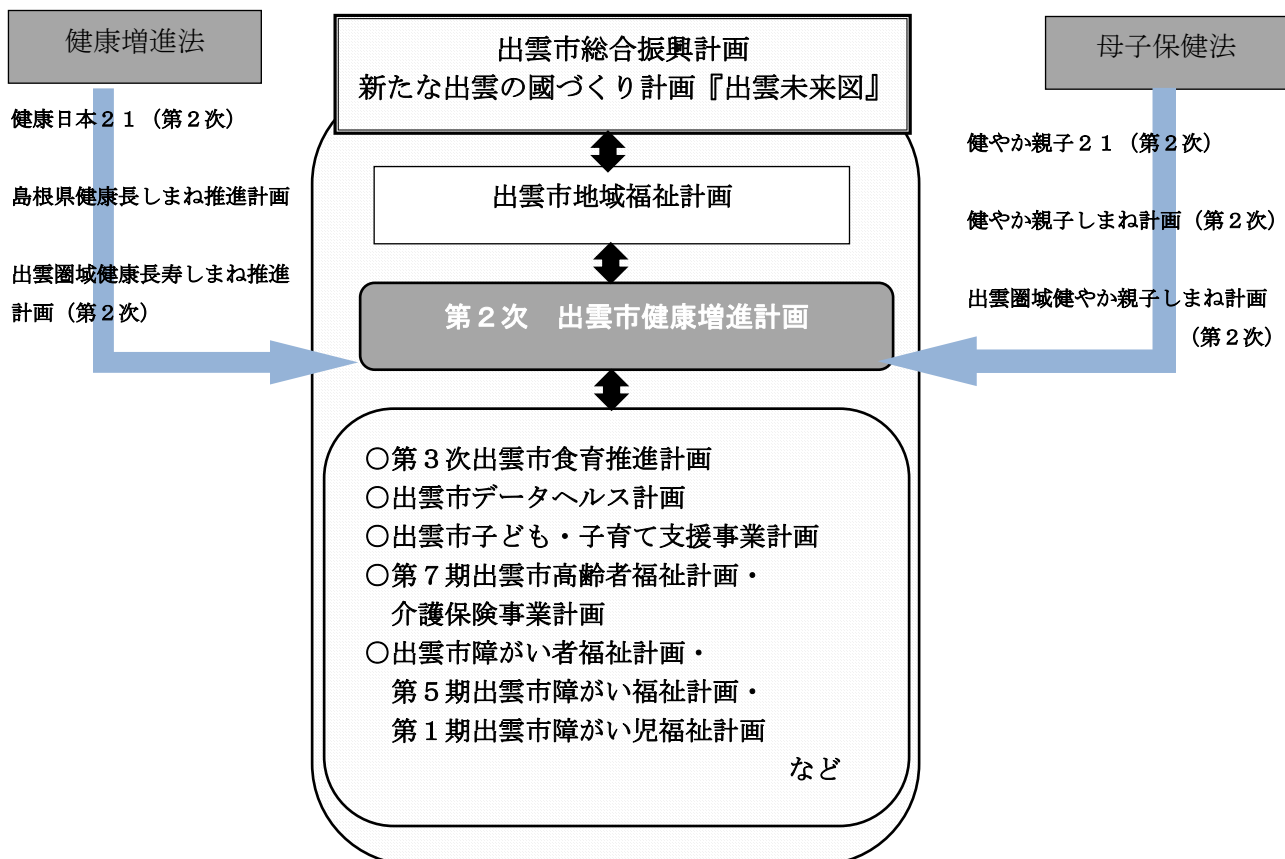 健康増進法
健康日本２１（第２次）
島根県健康長しまね推進計画
出雲圏域健康長寿しまね推進
計画（第２次）
出雲市総合振興計画
新たな出雲の國づくり計画『出雲未来図』
出雲市地域福祉計画
第２次　出雲市健康増進計画
○第３次出雲市食育推進計画
○出雲市データヘルス計画
○出雲市子ども・子育て支援事業計画
○第７期出雲市高齢者福祉計画・
介護保険事業計画
○出雲市障がい者福祉計画・
第５期出雲市障がい福祉計画・
第１期出雲市障がい児福祉計画
など
母子保健法
健やか親子２１（第２次）
健やか親子しまね計画（第２次）
出雲圏域健やか親子しまね計画
（第２次）